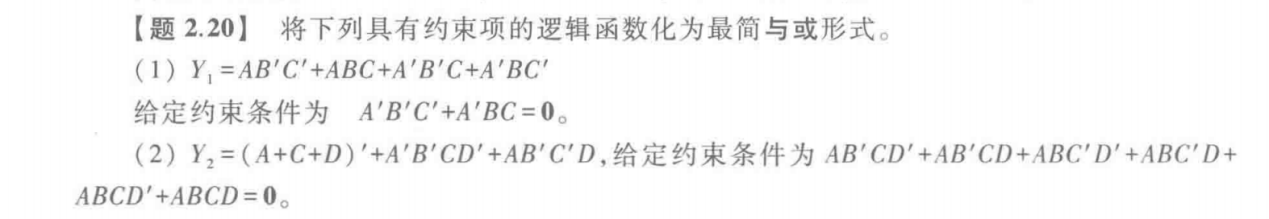 【题 2.20】 将下列具有约束项的逻辑函数化为最简与或形式。
(1) Y₁=AB′C′+ABC+A′B′C+A′BC′
给定约束条件为 A′B′C′+A′BC=0。
(2) Y₂=(A+C+D)′+A′B′CD′+AB′C′D,给定约束条件为 AB′CD′+AB′CD+ABC′D′+ABC′D+
ABCD′+ABCD=0。